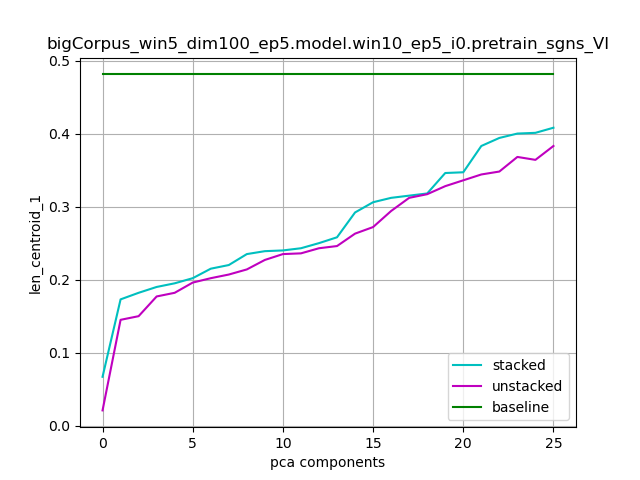 bigCorpus_win5_dim100_ep5.model.win10_ep5_i0.pretrain_sgns_VI
0.5
0.4
0.3
0.2
0.1
0.0
len_centroid_1
0 5 10 15 20 25
pca components
stacked
unstacked
baseline